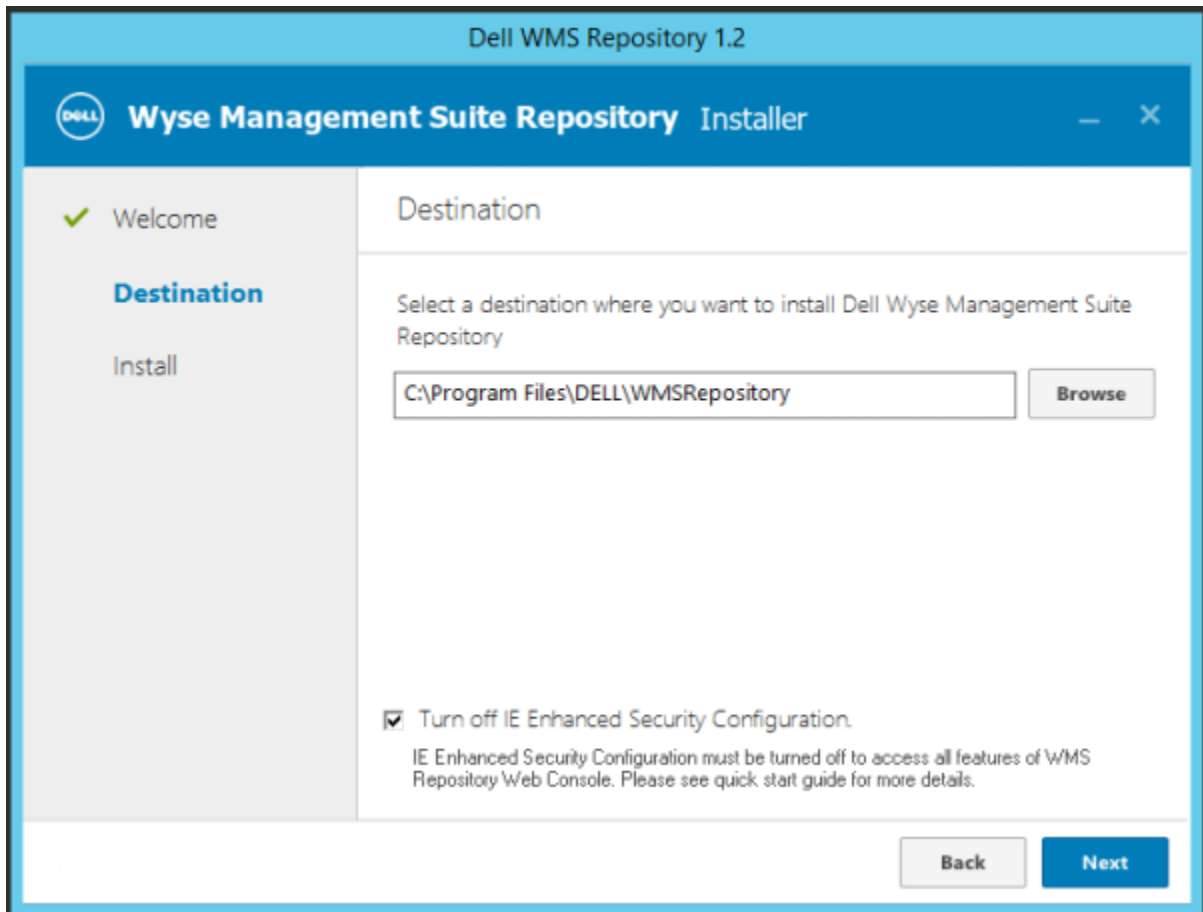 Dell WMS Repository 1.2
DELL
Wyse Management Suite Repository Installer
Welcome
Destination
Install
Destination
Select a destination where you want to install Dell Wyse Management Suite
Repository
C:\Program Files\DELL\WMSRepository
Browse
Turn off IE Enhanced Security Configuration.
IE Enhanced Security Configuration must be turned off to access all features of WMS
Repository Web Console. Please see quick start guide for more details.
Back
Next